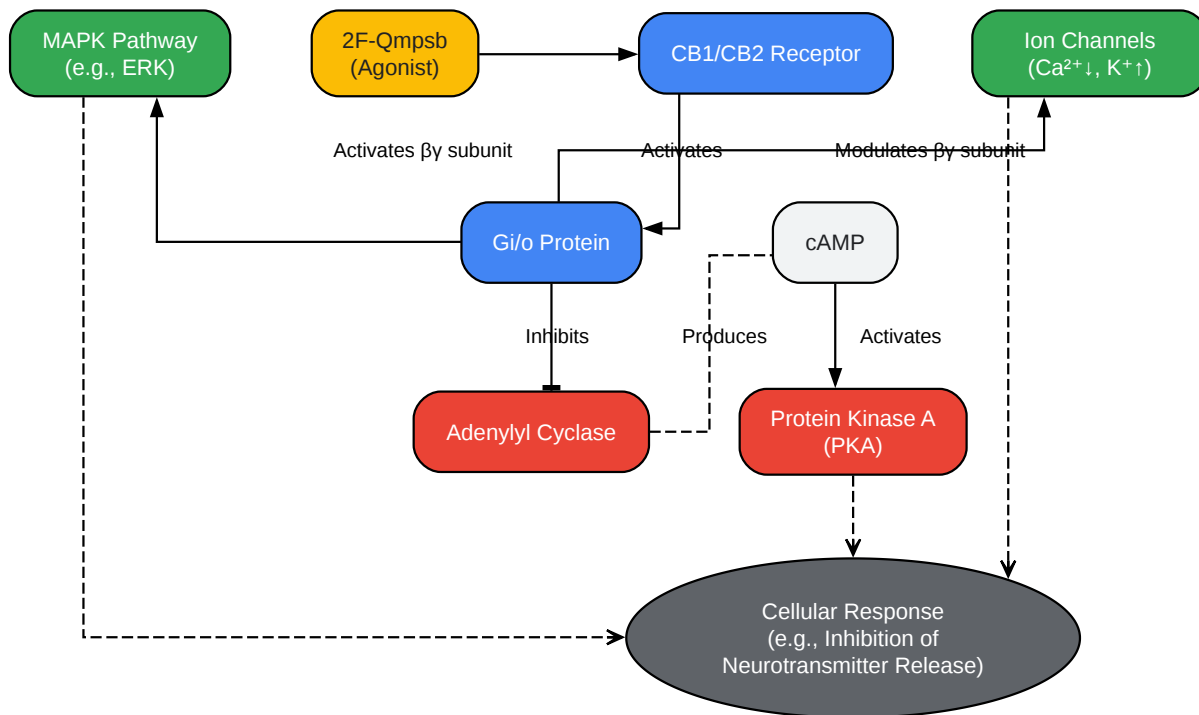 MAPK Pathway
(e.g., ERK)
2F-Qmpsb
(Agonist)
CB1/CB2 Receptor
Ion Channels
(Ca²⁺↓, K⁺↑)
Activates βγ subunit
Activates
Modulates βγ subunit
Gi/o Protein
cAMP
Inhibits
Produces
Activates
Adenylyl Cyclase
Protein Kinase A
(PKA)
Cellular Response
(e.g., Inhibition of
Neurotransmitter Release)